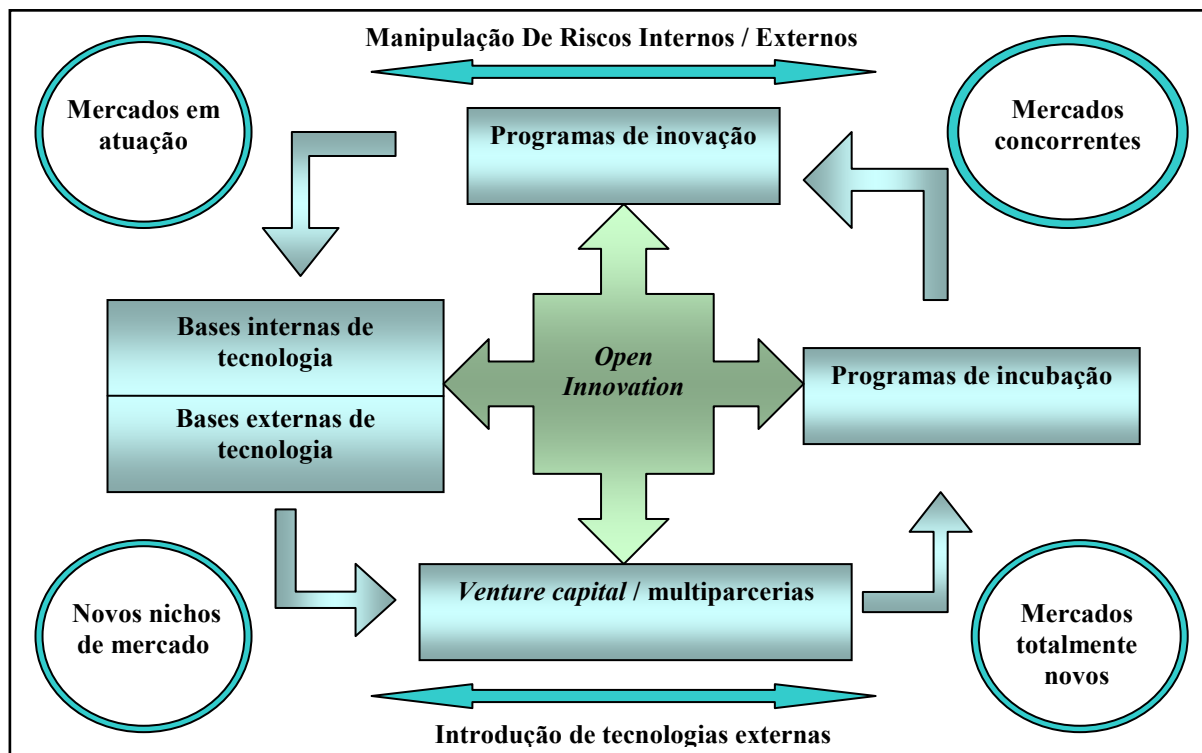 Manipulação De Riscos Internos / Externos
Mercados em
atuação
Programas de inovação
Mercados
concorrentes
Bases internas de
tecnologia
Bases externas de
tecnologia
Open
Innovation
Programas de incubação
Novos nichos
de mercado
Venture capital / multiparcerias
Mercados
totalmente
novos
Introdução de tecnologias externas